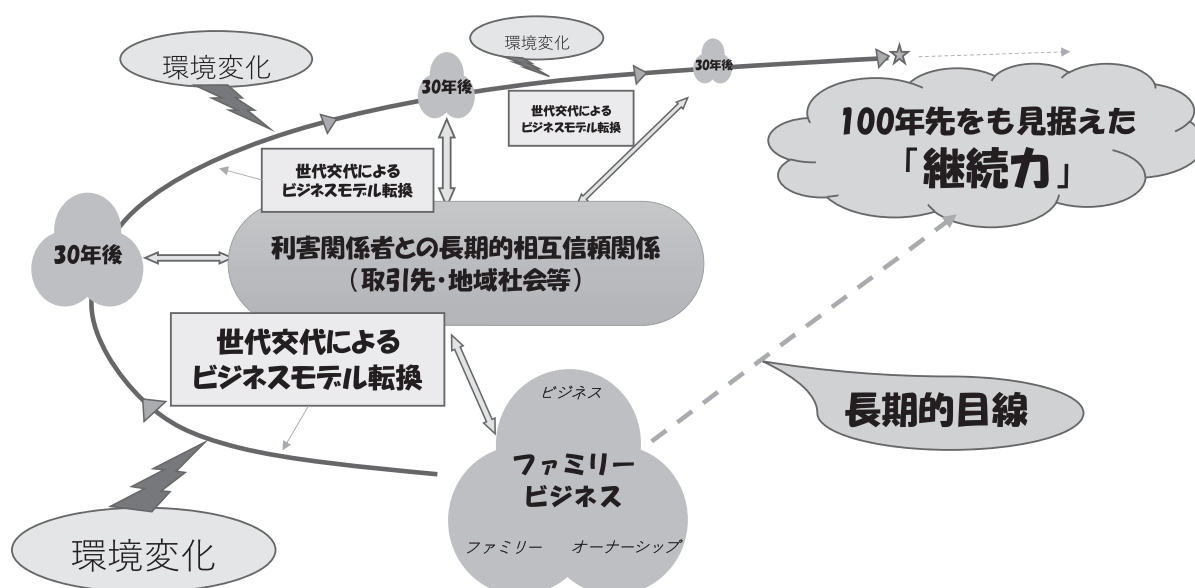 環境変化
環境変化
30年後
30年後
世代交代による
ビジネスモデル転換
100年先をも見据えた
「継続力」
世代交代による
ビジネスモデル転換
30年後
利害関係者との長期的相互信頼関係
（取引先・地域社会等）
世代交代による
ビジネスモデル転換
ビジネス
長期的目線
ファミリー
ビジネス
ファミリー
オーナーシップ
環境変化